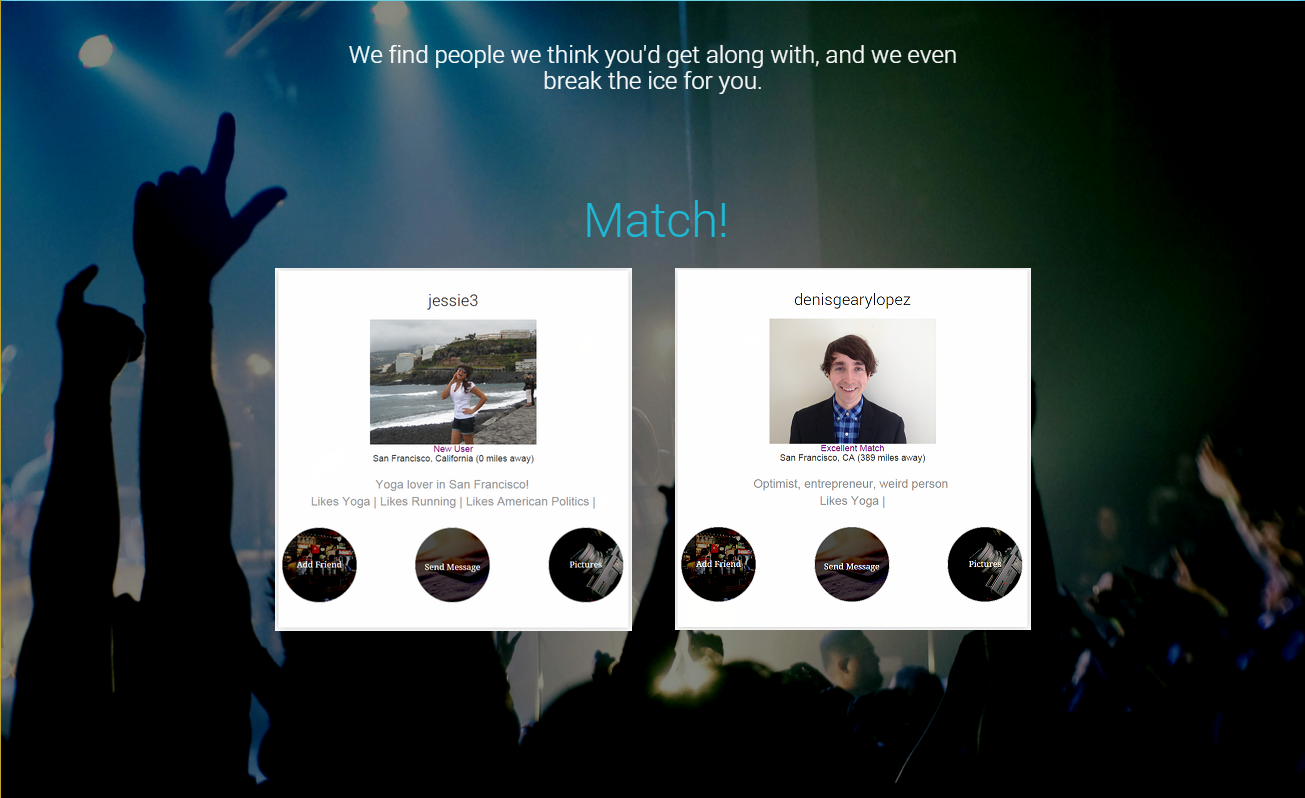 We find people we think you'd get along with, and we even
break the ice for you.
Match!
jessie3
New User
San Francisco, California (0 miles away)
Yoga lover in San Francisco!
Likes Yoga | Likes Running | Likes American Politics |
Add Friend
Send Message
Pictures
denisgearylopez
Excellent Match
San Francisco, CA (389 miles away)
Optimist, entrepreneur, weird person
Likes Yoga |
Add Friend
Send Message
Pictures